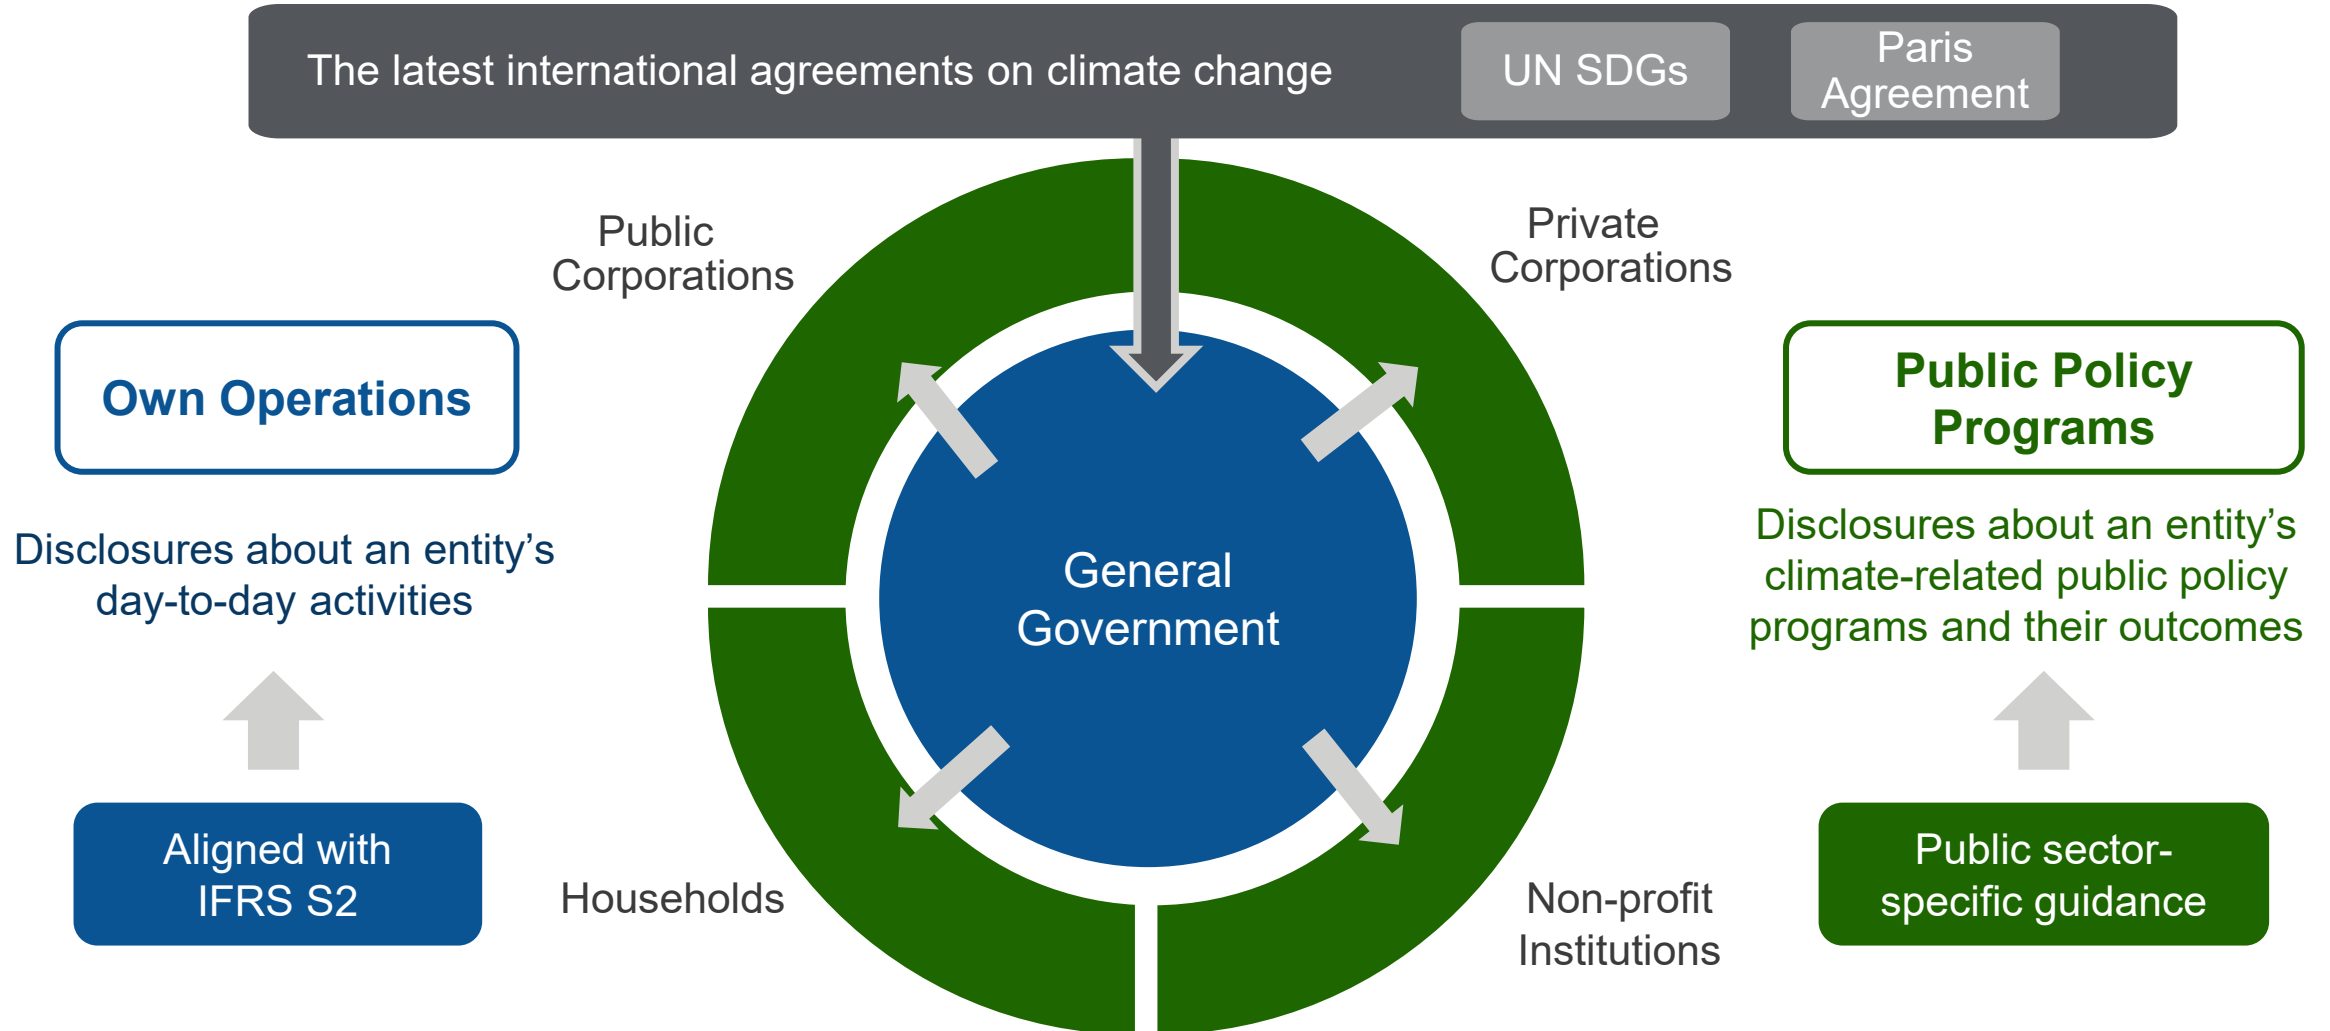 The latest international agreements on climate change
UN SDGs
Paris
Agreement
Public
Corporations
Private
Corporations
Own Operations
Disclosures about an entity’s
day-to-day activities
Aligned with
IFRS S2
General
Government
Households
Non-profit
Institutions
Public Policy
Programs
Disclosures about an entity’s
climate-related public policy
programs and their outcomes
Public sector-
specific guidance